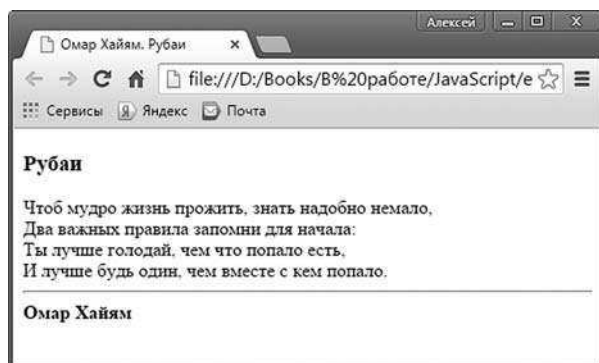 Алексей
Омар Хайям. Рубаи
file:///D:/Books/В%20работе/JavaScript/e
Сервисы Яндекс Почта
Рубаи
Чтоб мудро жизнь прожить, знать надобно немало,
Два важных правила запомни для начала:
Ты лучше голодай, чем что попало есть,
И лучше будь один, чем вместе с кем попало.
Омар Хайям